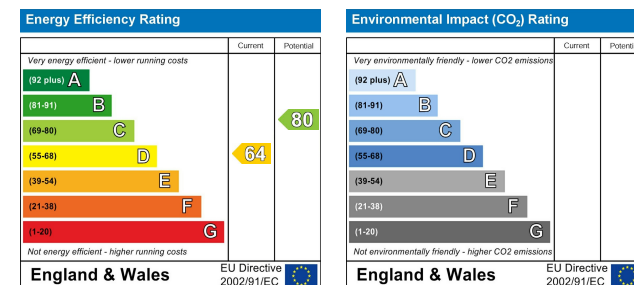 Energy Efficiency Rating
Current Potential
Very energy efficient - lower running costs
(92 plus) A
(81-91) B
(69-80) C
(55-68) D
(39-54) E
(21-38) F
(1-20) G
64
80
Not energy efficient - higher running costs
England & Wales
EU Directive
2002/91/EC
Environmental Impact (CO2) Rating
Current Potenti
Very environmentally friendly - lower CO2 emissions
(92 plus) A
(81-91) B
(69-80) C
(55-68) D
(39-54) E
(21-38) F
(1-20) G
Not environmentally friendly - higher CO2 emissions
England & Wales
EU Directive
2002/91/EC